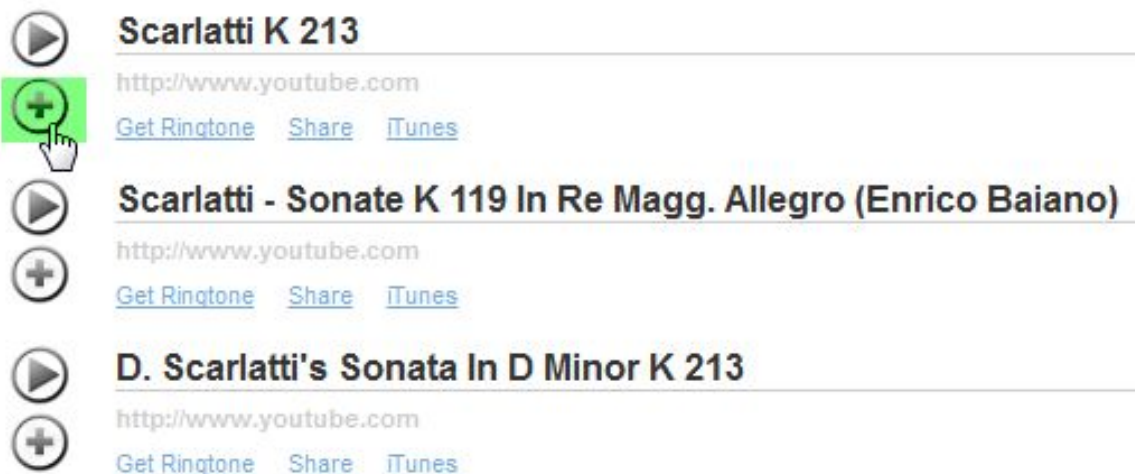 Scarlatti K 213
http://www.youtube.com
Get Ringtone Share iTunes
Scarlatti - Sonate K 119 In Re Magg. Allegro (Enrico Baiano)
http://www.youtube.com
Get Ringtone Share iTunes
D. Scarlatti's Sonata In D Minor K 213
http://www.youtube.com
Get Ringtone Share iTunes